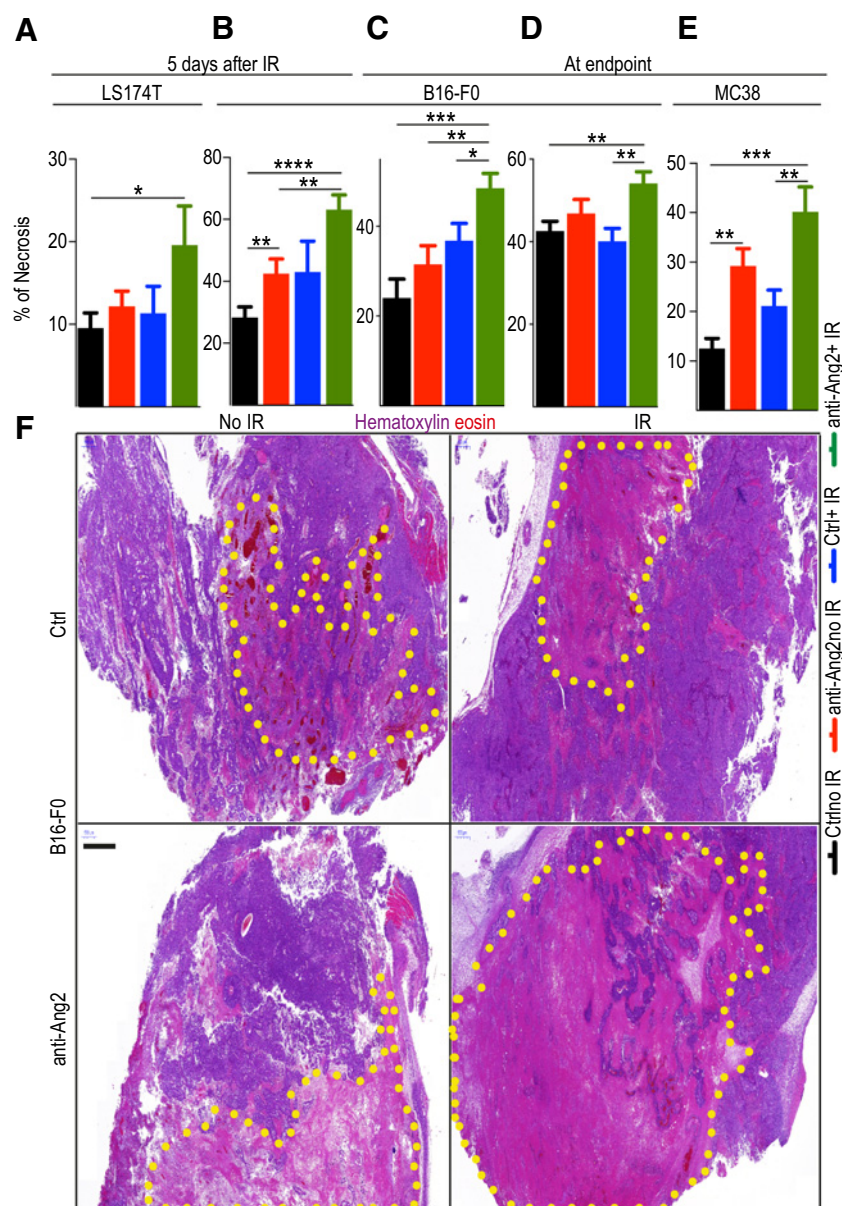 A B C D E
5 days after IR At endpoint
LS174T B16-F0 MC38
% of Necrosis
30
20
10
*
80
60
40
20
****
**
**
40
20
***
**
*
60
40
20
**
**
50
40
30
20
10
***
**
**
F
No IR Hematoxylin eosin IR
Ctrl
B16-F0
anti-Ang2
Ctrlno IR
anti-Ang2no IR
Ctrl+ IR
anti-Ang2+ IR